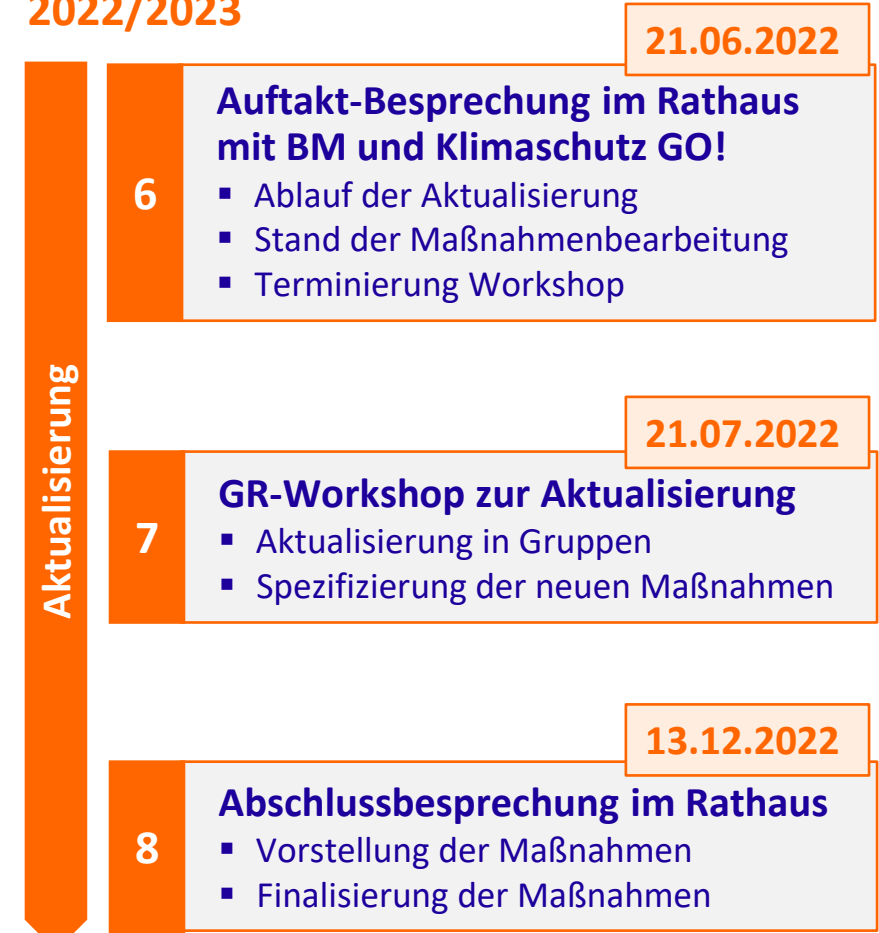 2022/2023
Aktualisierung
21.06.2022
6
Auftakt-Besprechung im Rathaus
mit BM und Klimaschutz GO!
▪ Ablauf der Aktualisierung
▪ Stand der Maßnahmenbearbeitung
▪ Terminierung Workshop
21.07.2022
7
GR-Workshop zur Aktualisierung
▪ Aktualisierung in Gruppen
▪ Spezifizierung der neuen Maßnahmen
13.12.2022
8
Abschlussbesprechung im Rathaus
▪ Vorstellung der Maßnahmen
▪ Finalisierung der Maßnahmen